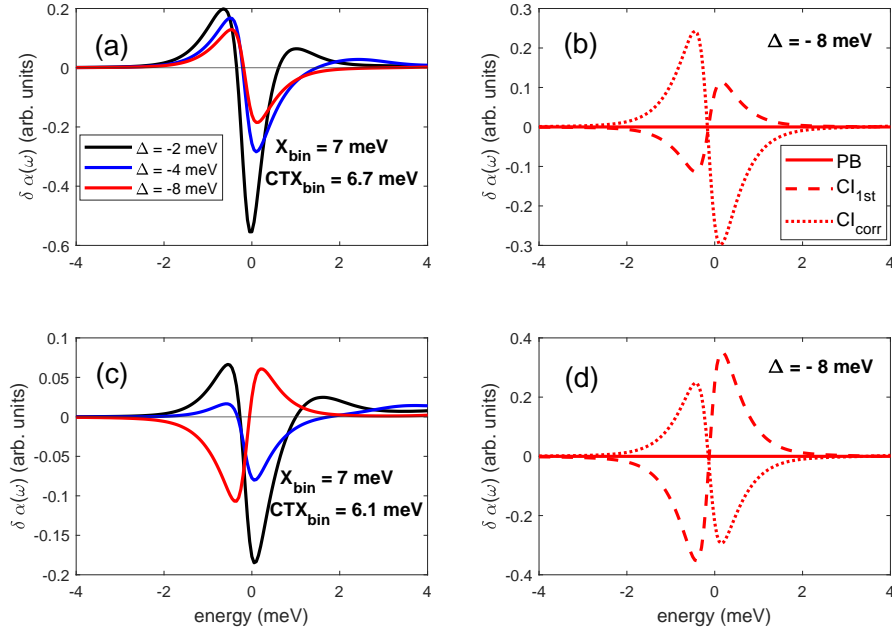 (a)
δ α(ω) (arb. units)
0.2
0
-0.2
-0.4
-0.6
Δ = -2 meV
Δ = -4 meV
Δ = -8 meV
X_bin = 7 meV
CTX_bin = 6.7 meV
-4 -2 0 2 4
(b)
Δ = - 8 meV
δ α(ω) (arb. units)
0.3
0.2
0.1
0
-0.1
-0.2
-0.3
PB
CI_1st
CI_corr
-4 -2 0 2 4
(c)
δ α(ω) (arb. units)
0.1
0.05
0
-0.05
-0.1
-0.15
-0.2
X_bin = 7 meV
CTX_bin = 6.1 meV
-4 -2 0 2 4
energy (meV)
(d)
Δ = - 8 meV
δ α(ω) (arb. units)
0.4
0.2
0
-0.2
-0.4
-4 -2 0 2 4
energy (meV)